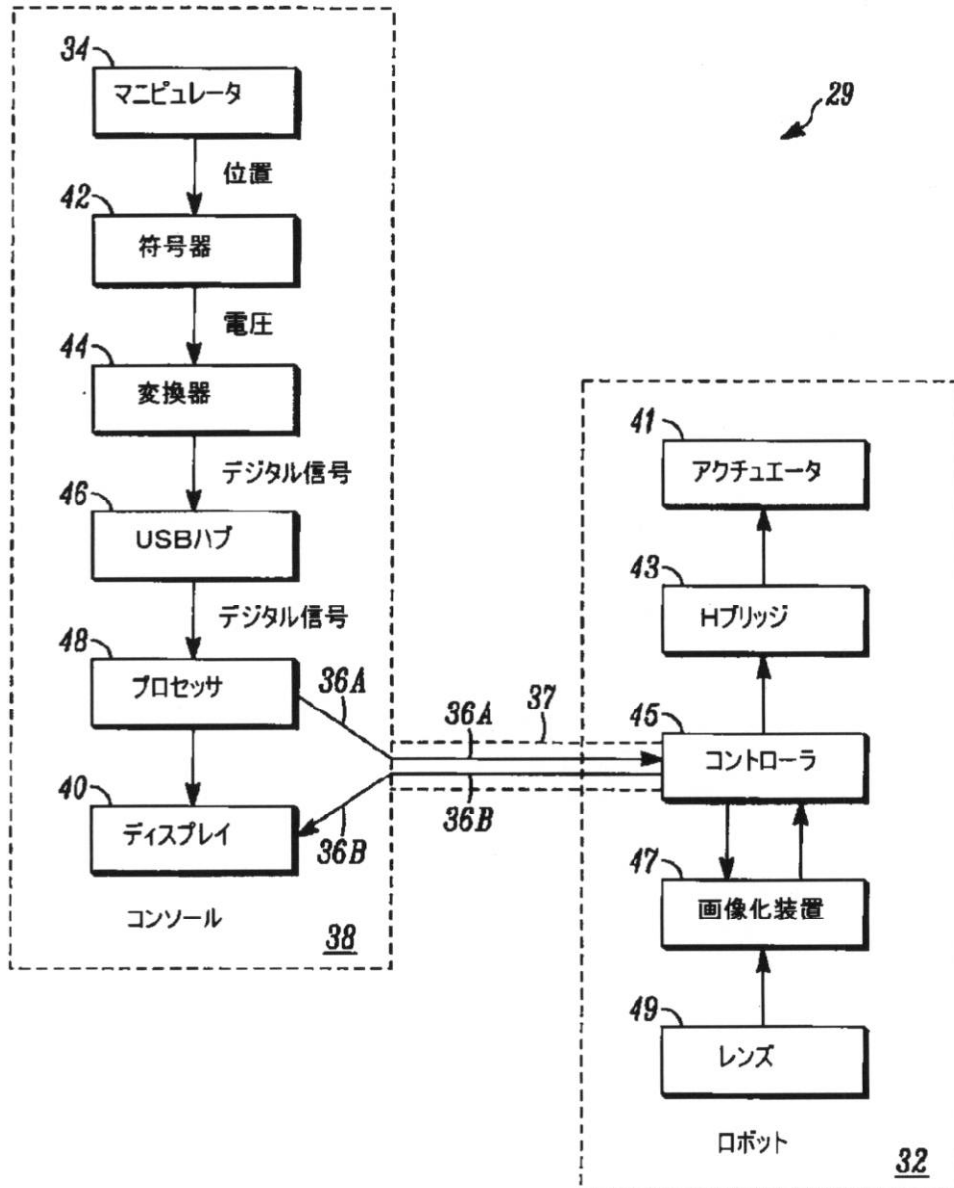 34
マニピュレータ
位置
42
符号器
電圧
44
変換器
デジタル信号
46
USBハブ
デジタル信号
48
プロセッサ
36A
40
ディスプレイ
36B
コンソール
38
36A
37
36B
29
41
アクチュエータ
43
Hブリッジ
45
コントローラ
47
画像化装置
49
レンズ
ロボット
32